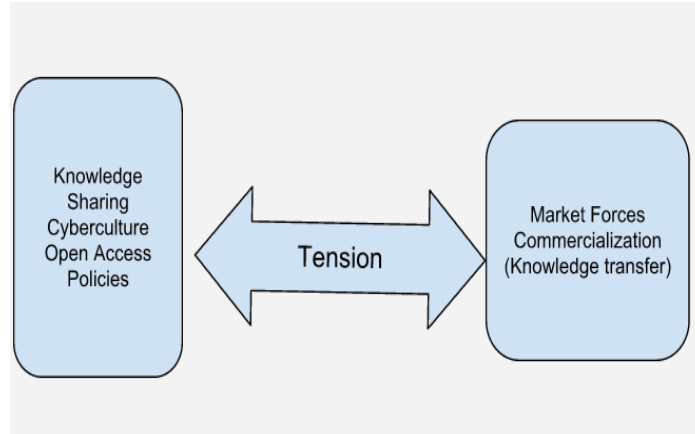 Knowledge
Sharing
Cyberculture
Open Access
Policies
Tension
Market Forces
Commercialization
(Knowledge transfer)